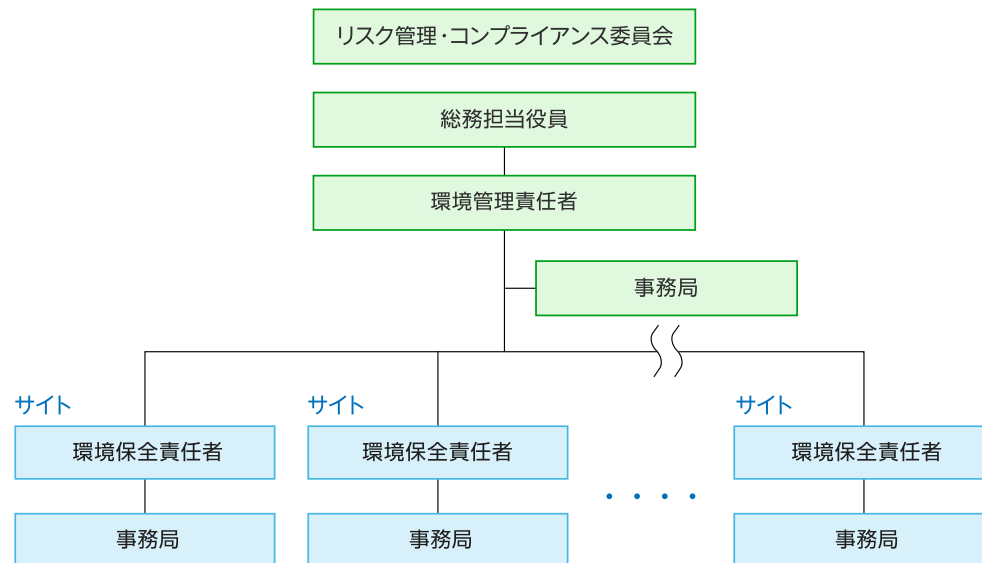 リスク管理・コンプライアンス委員会
総務担当役員
環境管理責任者
事務局
サイト サイト サイト
環境保全責任者 環境保全責任者 環境保全責任者
・・・・
事務局 事務局 事務局